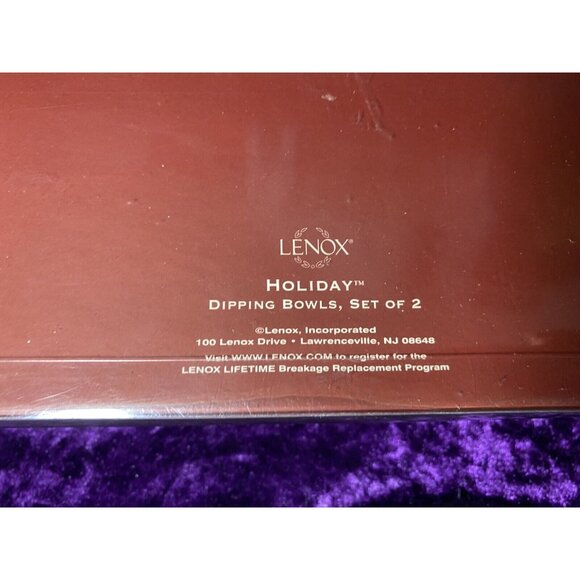 LENOX®
HOLIDAY™
DIPPING BOWLS, SET OF 2
©Lenox, Incorporated
100 Lenox Drive • Lawrenceville, NJ 08648
Visit WWW.LENOX.COM to register for the
LENOX LIFETIME Breakage Replacement Program